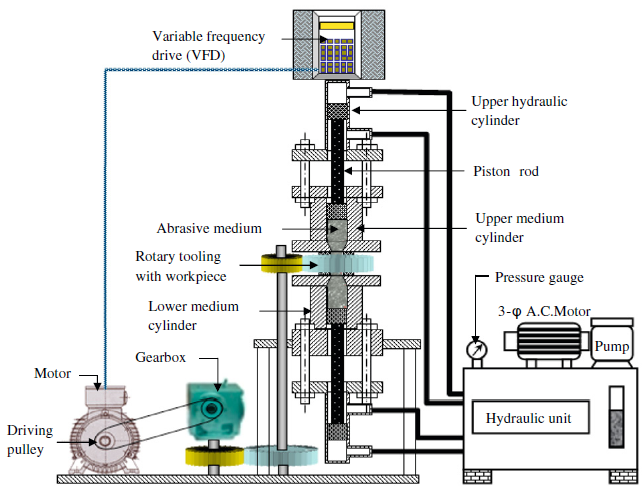 Variable frequency
drive (VFD)
Upper hydraulic
cylinder
Piston rod
Upper medium
cylinder
Abrasive medium
Rotary tooling
with workpiece
Pressure gauge
Lower medium
cylinder
3-φ A.C.Motor
Pump
Gearbox
Motor
Hydraulic unit
Driving
pulley